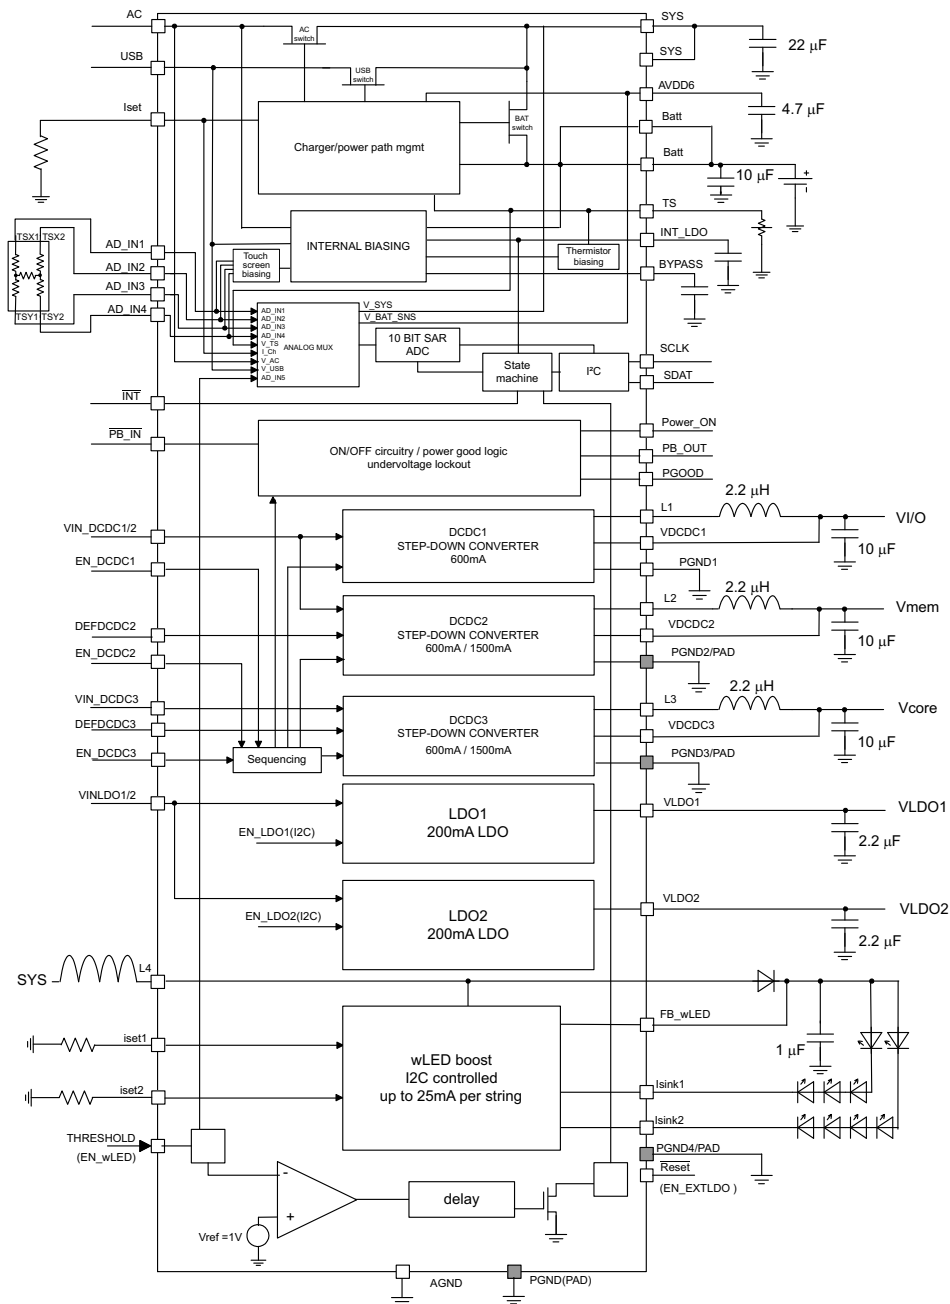 AC
USB
Iset
AC
switch
USB
switch
BAT
switch
Charger/power path mgmt
SYS
SYS
22 μF
AVDD6
4.7 μF
Batt
Batt
10 μF
+
-
TS
INT_LDO
BYPASS
TSX1
TSX2
TSY1
TSY2
AD_IN1
AD_IN2
AD_IN3
AD_IN4
INTERNAL BIASING
Touch
screen
biasing
Thermistor
biasing
AD_IN1
AD_IN2
AD_IN3
AD_IN4
V_TS
I_Ch
V_AC
V_USB
AD_IN5
ANALOG MUX
V_SYS
V_BAT_SNS
10 BIT SAR
ADC
State
machine
I²C
SCLK
SDAT
INT
PB_IN
ON/OFF circuitry / power good logic
undervoltage lockout
Power_ON
PB_OUT
PGOOD
VIN_DCDC1/2
EN_DCDC1
DCDC1
STEP-DOWN CONVERTER
600mA
L1
2.2 μH
VI/O
VDCDC1
10 μF
PGND1
DEFDCDC2
EN_DCDC2
DCDC2
STEP-DOWN CONVERTER
600mA / 1500mA
L2
2.2 μH
Vmem
VDCDC2
10 μF
PGND2/PAD
VIN_DCDC3
DEFDCDC3
EN_DCDC3
Sequencing
DCDC3
STEP-DOWN CONVERTER
600mA / 1500mA
L3
2.2 μH
Vcore
VDCDC3
10 μF
PGND3/PAD
VINLDO1/2
EN_LDO1(I2C)
LDO1
200mA LDO
VLDO1
VLDO1
2.2 μF
EN_LDO2(I2C)
LDO2
200mA LDO
VLDO2
VLDO2
2.2 μF
SYS
L4
iset1
iset2
wLED boost
I2C controlled
up to 25mA per string
FB_wLED
1 μF
Isink1
Isink2
THRESHOLD
(EN_wLED)
PGND4/PAD
Reset
(EN_EXTLDO )
-
+
Vref =1V
delay
AGND
PGND(PAD)